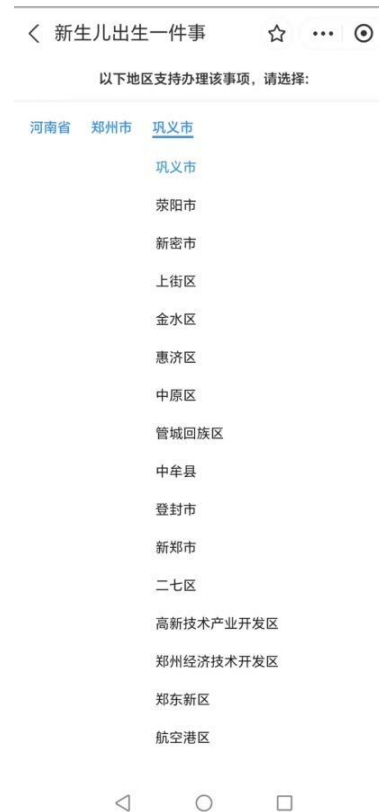 新生儿出生一件事
以下地区支持办理该事项，请选择：
河南省 郑州市 巩义市
巩义市
荥阳市
新密市
上街区
金水区
惠济区
中原区
管城回族区
中牟县
登封市
新郑市
二七区
高新技术产业开发区
郑州经济技术开发区
郑东新区
航空港区